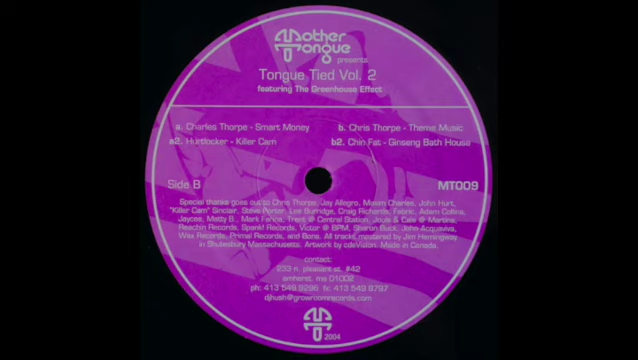 Mother
Tongue
presents
Tongue Tied Vol. 2
featuring The Greenhouse Effect
a. Charles Thorpe - Smart Money
b. Chris Thorpe - Theme Music
a2. Hurtlocker - Killer Cam
b2. Chin Fat - Ginseng Bath House
Side B
MT009
Special thanks goes out to Chris Thorpe, Jay Allegro, Maxim Charles, John Hurt,
"Killer Cam" Sinclair, Steve Porter, Lee Burridge, Craig Richards, Fabric, Adam Collins,
Jaycee, Matty B., Mark Farina, Trent @ Central Station, Joule & Cale @ Martins,
Reachin Records, Spank! Records, Victor @ BPM, Sharon Buck, John Acquaviva,
Wax Records, Primal Records, and Bons. All tracks mastered by Jim Hemingway
in Shutesbury Massachusetts. Artwork by odeVision. Made in Canada.
contact:
233 n. pleasant st. #42
amherst, ma 01002
ph: 413 549 9296 fx: 413 549 8797
djhush@growroomrecords.com
2004